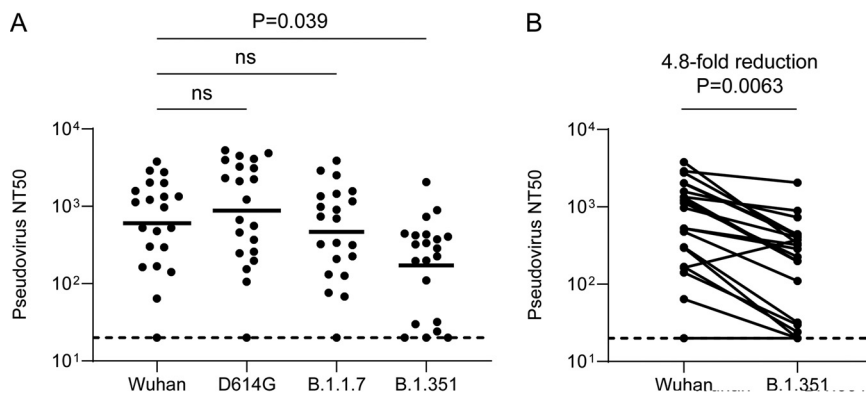 A
P=0.039
ns
ns
10⁴
10³
10²
10¹
Pseudovirus NT50
Wuhan D614G B.1.1.7 B.1.351
B
4.8-fold reduction
P=0.0063
10⁴
10³
10²
10¹
Pseudovirus NT50
Wuhan B.1.351